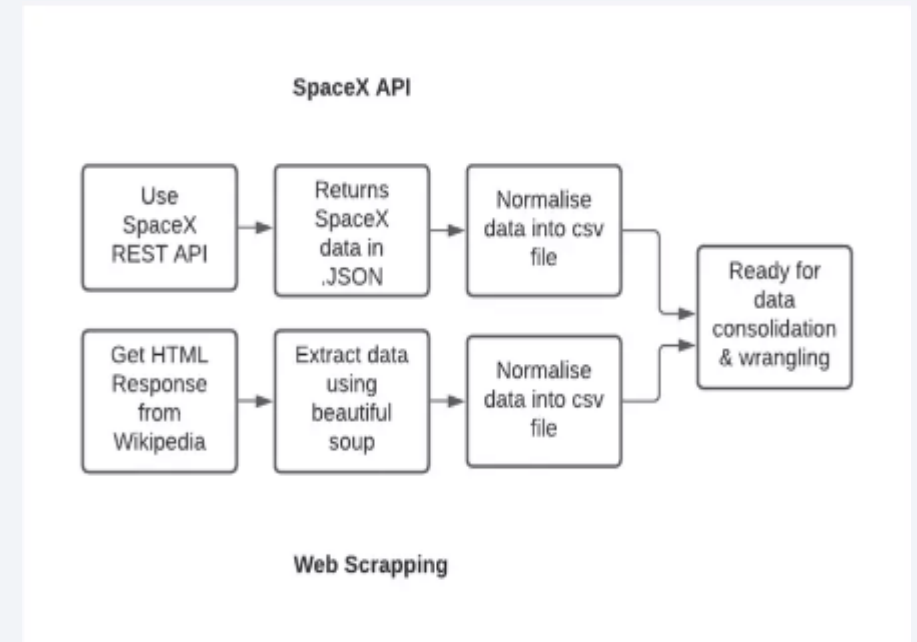 SpaceX API
Use
SpaceX
REST API
Returns
SpaceX
data in
.JSON
Normalise
data into csv
file
Get HTML
Response
from
Wikipedia
Extract data
using
beautiful
soup
Normalise
data into csv
file
Ready for
data
consolidation
& wrangling
Web Scrapping